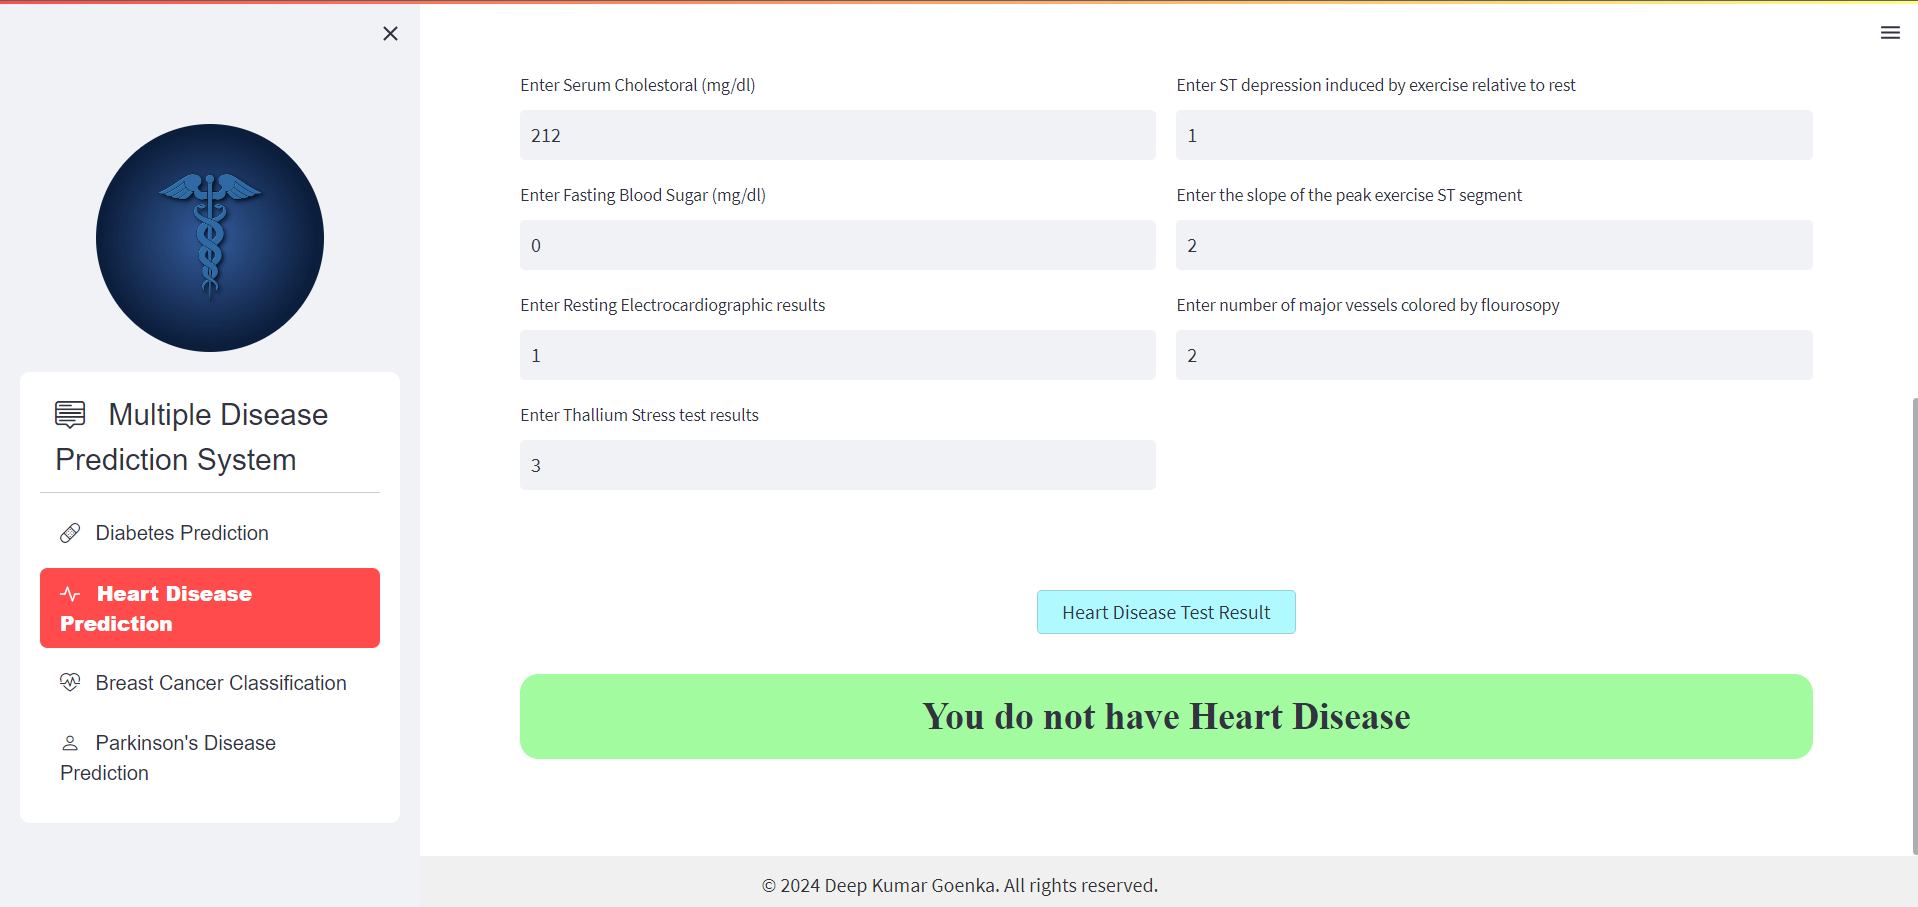 Multiple Disease
Prediction System
Diabetes Prediction
Heart Disease
Prediction
Breast Cancer Classification
Parkinson's Disease
Prediction
Enter Serum Cholestoral (mg/dl)
212
Enter ST depression induced by exercise relative to rest
1
Enter Fasting Blood Sugar (mg/dl)
0
Enter the slope of the peak exercise ST segment
2
Enter Resting Electrocardiographic results
1
Enter number of major vessels colored by flourosopy
2
Enter Thallium Stress test results
3
Heart Disease Test Result
You do not have Heart Disease
© 2024 Deep Kumar Goenka. All rights reserved.